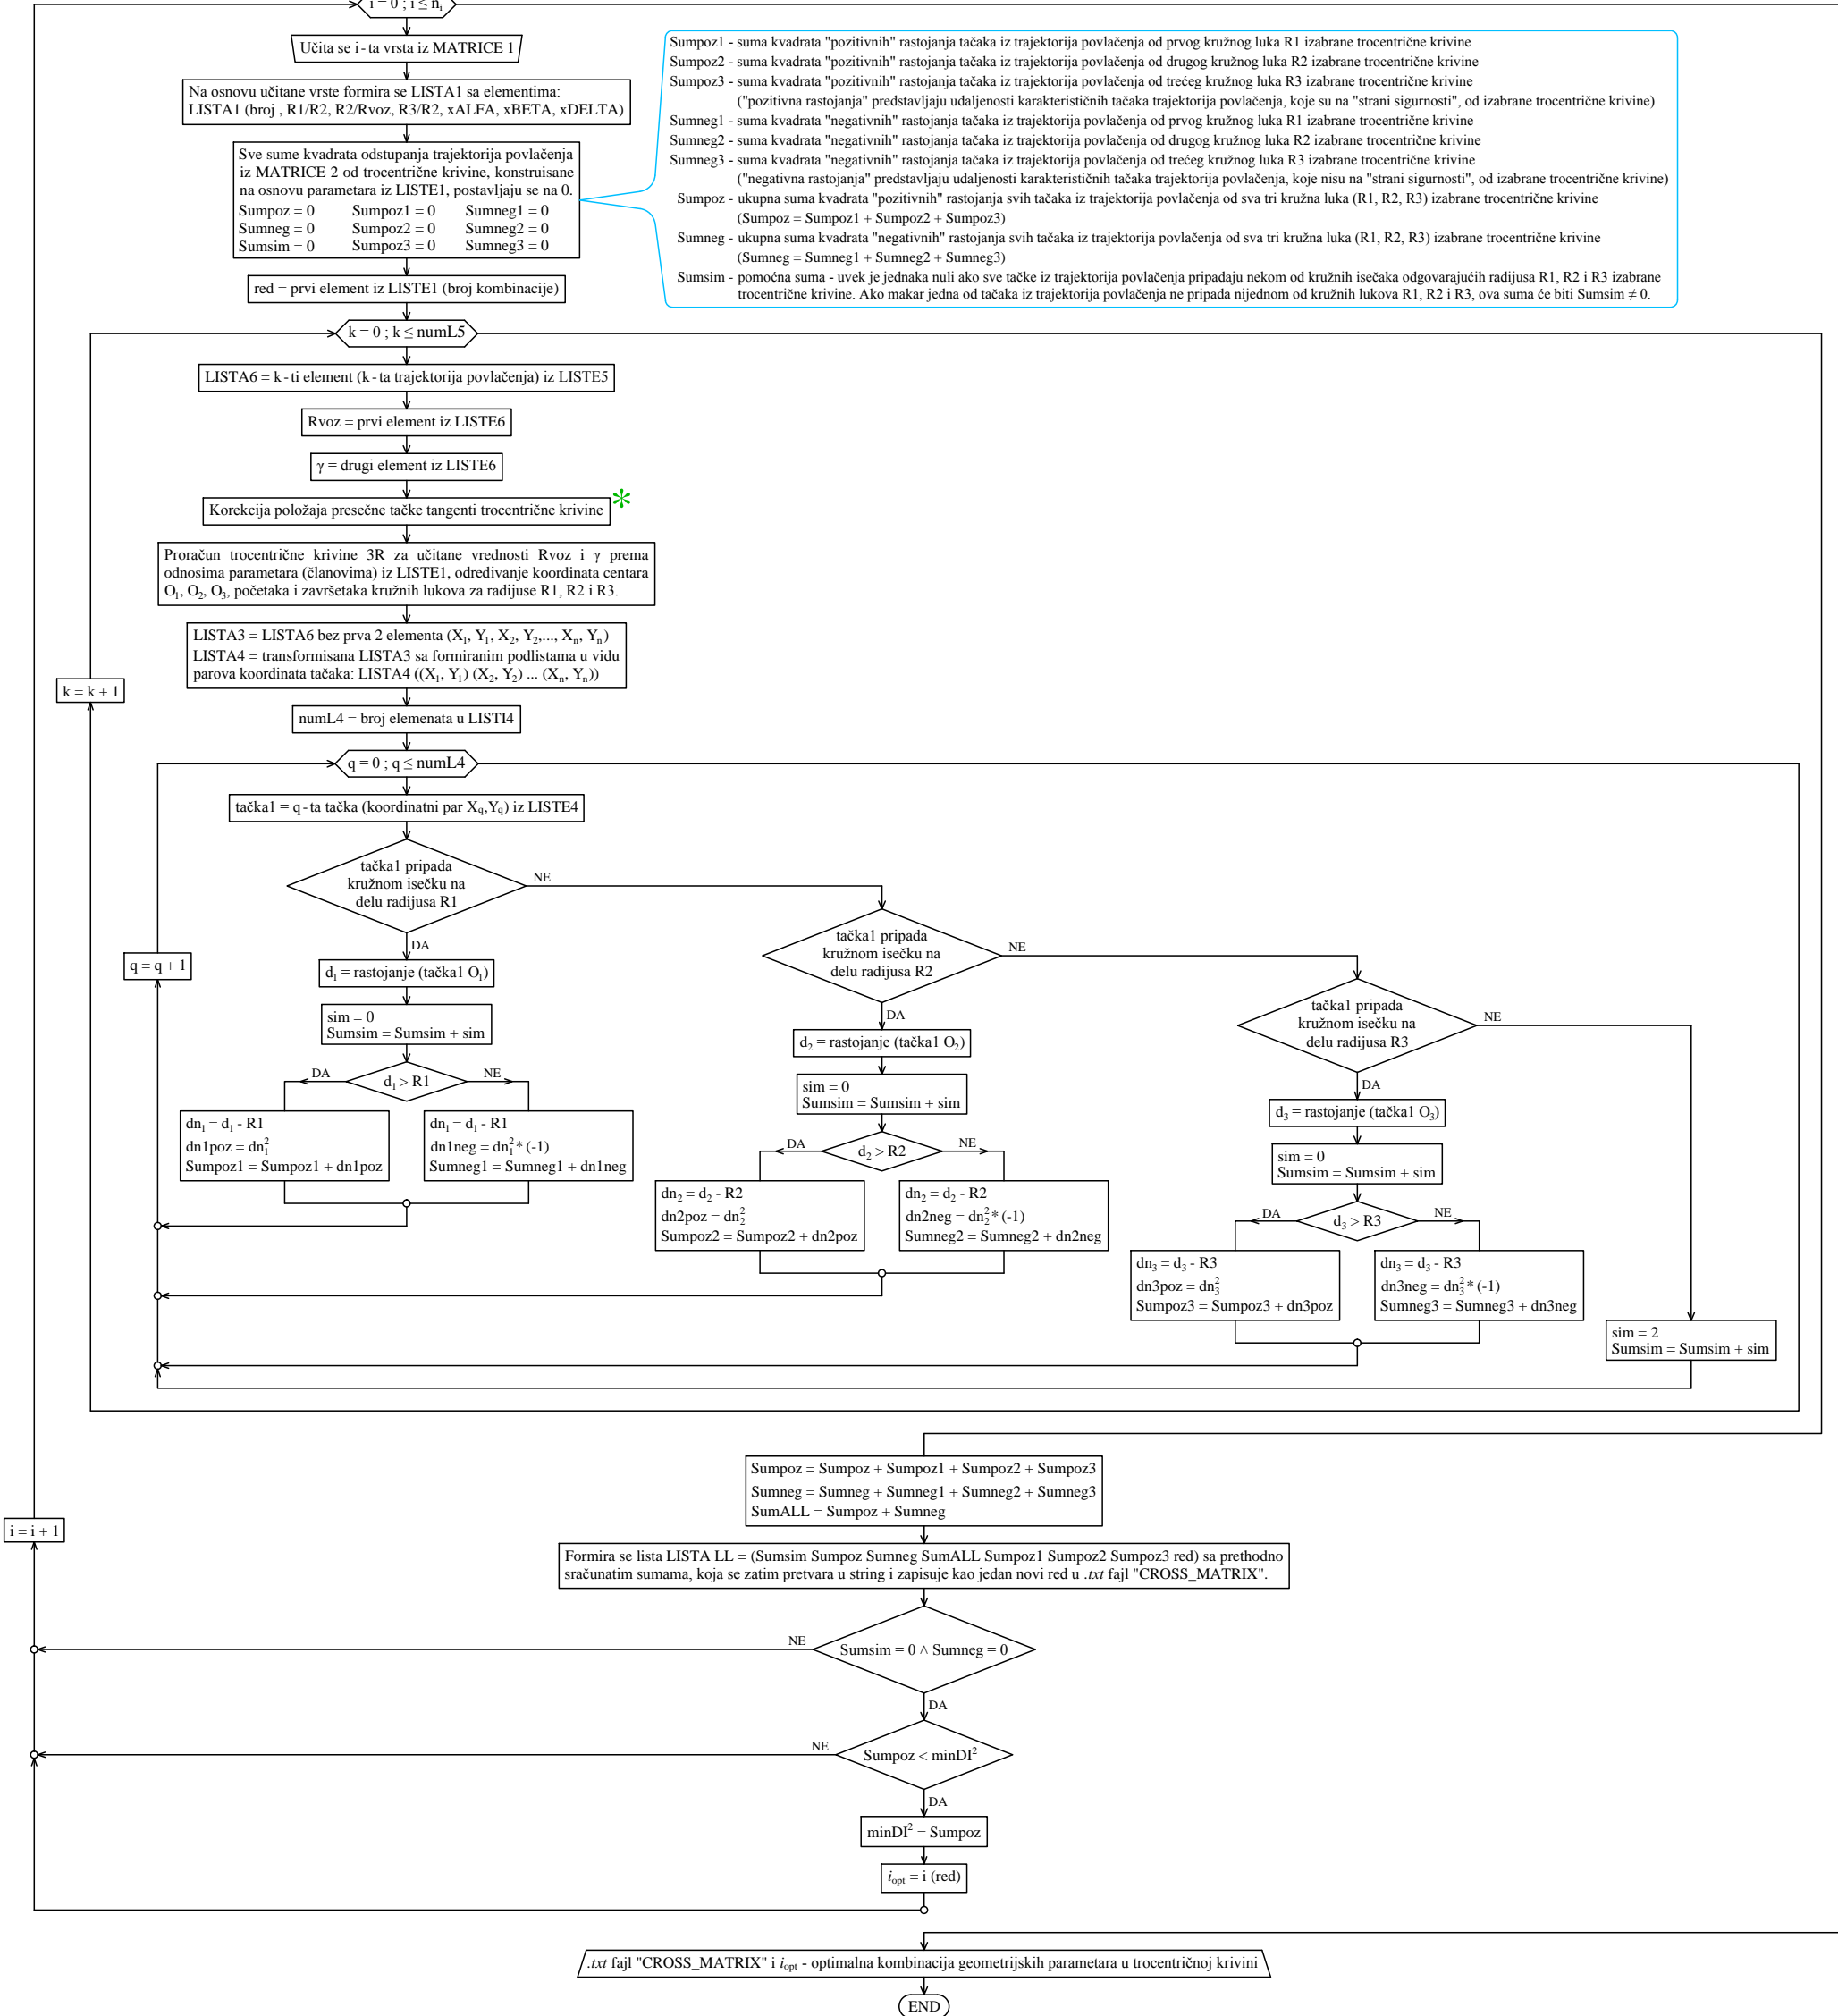 i = 0 ; i ≤ nᵢ
Učita se i-ta vrsta iz MATRICE 1
Na osnovu učitane vrste formira se LISTA1 sa elementima:
LISTA1 (broj , R1/R2, R2/Rvoz, R3/R2, xALFA, xBETA, xDELTA)
Sve sume kvadrata odstupanja trajektorija povlačenja
iz MATRICE 2 od trocentrične krivine, konstruisane
na osnovu parametara iz LISTE1, postavljaju se na 0.
Sumpoz = 0 Sumpoz1 = 0 Sumneg1 = 0
Sumneg = 0 Sumpoz2 = 0 Sumneg2 = 0
Sumsim = 0 Sumpoz3 = 0 Sumneg3 = 0
Sumpoz1 - suma kvadrata "pozitivnih" rastojanja tačaka iz trajektorija povlačenja od prvog kružnog luka R1 izabrane trocentrične krivine
Sumpoz2 - suma kvadrata "pozitivnih" rastojanja tačaka iz trajektorija povlačenja od drugog kružnog luka R2 izabrane trocentrične krivine
Sumpoz3 - suma kvadrata "pozitivnih" rastojanja tačaka iz trajektorija povlačenja od trećeg kružnog luka R3 izabrane trocentrične krivine
("pozitivna rastojanja" predstavljaju udaljenosti karakterističnih tačaka trajektorija povlačenja, koje su na "strani sigurnosti", od izabrane trocentrične krivine)
Sumneg1 - suma kvadrata "negativnih" rastojanja tačaka iz trajektorija povlačenja od prvog kružnog luka R1 izabrane trocentrične krivine
Sumneg2 - suma kvadrata "negativnih" rastojanja tačaka iz trajektorija povlačenja od drugog kružnog luka R2 izabrane trocentrične krivine
Sumneg3 - suma kvadrata "negativnih" rastojanja tačaka iz trajektorija povlačenja od trećeg kružnog luka R3 izabrane trocentrične krivine
("negativna rastojanja" predstavljaju udaljenosti karakterističnih tačaka trajektorija povlačenja, koje nisu na "strani sigurnosti", od izabrane trocentrične krivine)
Sumpoz - ukupna suma kvadrata "pozitivnih" rastojanja svih tačaka iz trajektorija povlačenja od sva tri kružna luka (R1, R2, R3) izabrane trocentrične krivine
(Sumpoz = Sumpoz1 + Sumpoz2 + Sumpoz3)
Sumneg - ukupna suma kvadrata "negativnih" rastojanja svih tačaka iz trajektorija povlačenja od sva tri kružna luka (R1, R2, R3) izabrane trocentrične krivine
(Sumneg = Sumneg1 + Sumneg2 + Sumneg3)
Sumsim - pomoćna suma - uvek je jednaka nuli ako sve tačke iz trajektorija povlačenja pripadaju nekom od kružnih isečaka odgovarajućih radijusa R1, R2 i R3 izabrane
trocentrične krivine. Ako makar jedna od tačaka iz trajektorija povlačenja ne pripada nijednom od kružnih lukova R1, R2 i R3, ova suma će biti Sumsim ≠ 0.
red = prvi element iz LISTE1 (broj kombinacije)
k = 0 ; k ≤ numL5
LISTA6 = k-ti element (k-ta trajektorija povlačenja) iz LISTE5
Rvoz = prvi element iz LISTE6
γ = drugi element iz LISTE6
Korekcija položaja presečne tačke tangenti trocentrične krivine *
Proračun trocentrične krivine 3R za učitane vrednosti Rvoz i γ prema
odnosima parametara (članovima) iz LISTE1, određivanje koordinata centara
O₁, O₂, O₃, početaka i završetaka kružnih lukova za radijuse R1, R2 i R3.
LISTA3 = LISTA6 bez prva 2 elementa (X₁, Y₁, X₂, Y₂,..., Xₙ, Yₙ)
LISTA4 = transformisana LISTA3 sa formiranim podlistama u vidu
parova koordinata tačaka: LISTA4 ((X₁, Y₁) (X₂, Y₂) ... (Xₙ, Yₙ))
k = k + 1
numL4 = broj elemenata u LISTI4
q = 0 ; q ≤ numL4
tačka1 = q-ta tačka (koordinatni par Xq,Yq) iz LISTE4
tačka1 pripada
kružnom isečku na
delu radijusa R1
NE
DA
q = q + 1
d₁ = rastojanje (tačka1 O₁)
sim = 0
Sumsim = Sumsim + sim
DA
d₁ > R1
NE
dn₁ = d₁ - R1
dn1poz = dn₁²
Sumpoz1 = Sumpoz1 + dn1poz
dn₁ = d₁ - R1
dn1neg = dn₁²* (-1)
Sumneg1 = Sumneg1 + dn1neg
tačka1 pripada
kružnom isečku na
delu radijusa R2
NE
DA
d₂ = rastojanje (tačka1 O₂)
sim = 0
Sumsim = Sumsim + sim
DA
d₂ > R2
NE
dn₂ = d₂ - R2
dn2poz = dn₂²
Sumpoz2 = Sumpoz2 + dn2poz
dn₂ = d₂ - R2
dn2neg = dn₂²* (-1)
Sumneg2 = Sumneg2 + dn2neg
tačka1 pripada
kružnom isečku na
delu radijusa R3
NE
DA
d₃ = rastojanje (tačka1 O₃)
sim = 0
Sumsim = Sumsim + sim
DA
d₃ > R3
NE
dn₃ = d₃ - R3
dn3poz = dn₃²
Sumpoz3 = Sumpoz3 + dn3poz
dn₃ = d₃ - R3
dn3neg = dn₃²* (-1)
Sumneg3 = Sumneg3 + dn3neg
sim = 2
Sumsim = Sumsim + sim
Sumpoz = Sumpoz + Sumpoz1 + Sumpoz2 + Sumpoz3
Sumneg = Sumneg + Sumneg1 + Sumneg2 + Sumneg3
SumALL = Sumpoz + Sumneg
i = i + 1
Formira se lista LISTA LL = (Sumsim Sumpoz Sumneg SumALL Sumpoz1 Sumpoz2 Sumpoz3 red) sa prethodno
sračunatim sumama, koja se zatim pretvara u string i zapisuje kao jedan novi red u .txt fajl "CROSS_MATRIX".
NE
Sumsim = 0 ∧ Sumneg = 0
DA
NE
Sumpoz < minDI²
DA
minDI² = Sumpoz
iopt = i (red)
.txt fajl "CROSS_MATRIX" i iopt - optimalna kombinacija geometrijskih parametara u trocentričnoj krivini
END